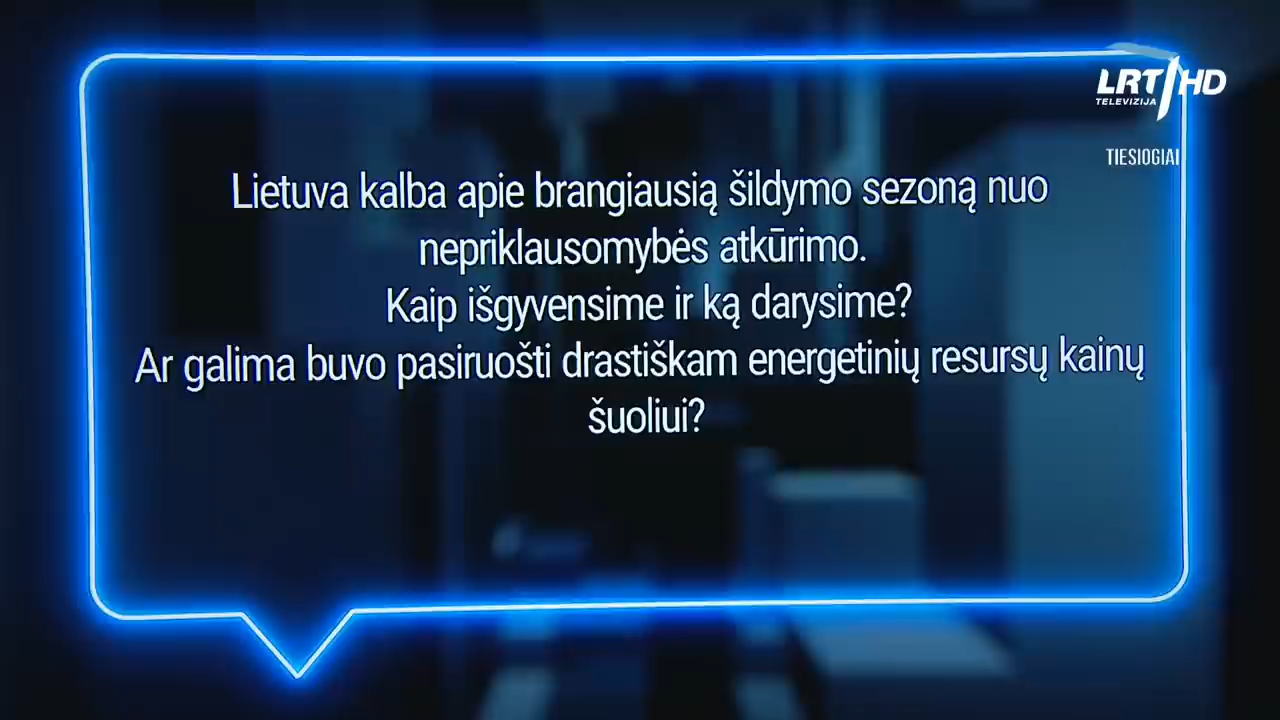 LRT HD
TELEVIZIJA
TIESIOGIAI
Lietuva kalba apie brangiausią šildymo sezoną nuo
nepriklausomybės atkūrimo.
Kaip išgyvensime ir ką darysime?
Ar galima buvo pasiruošti drastiškam energetinių resursų kainų
šuoliui?